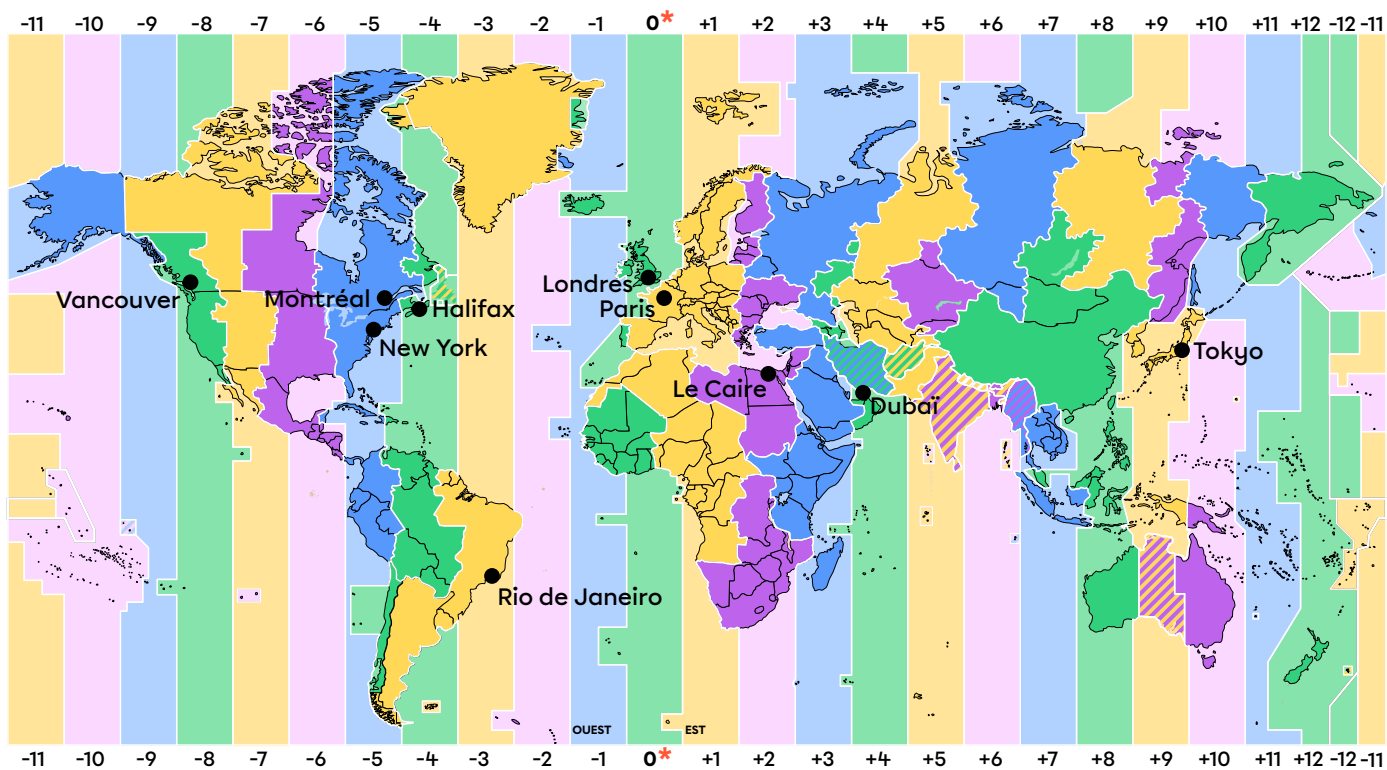 -11 -10 -9 -8 -7 -6 -5 -4 -3 -2 -1 0* +1 +2 +3 +4 +5 +6 +7 +8 +9 +10 +11 +12 -12 -11
Londres
Vancouver
Montréal
Paris
Halifax
New York
Tokyo
Le Caire
Dubaï
Rio de Janeiro
OUEST
EST
-11 -10 -9 -8 -7 -6 -5 -4 -3 -2 -1 0* +1 +2 +3 +4 +5 +6 +7 +8 +9 +10 +11 +12 -12 -11